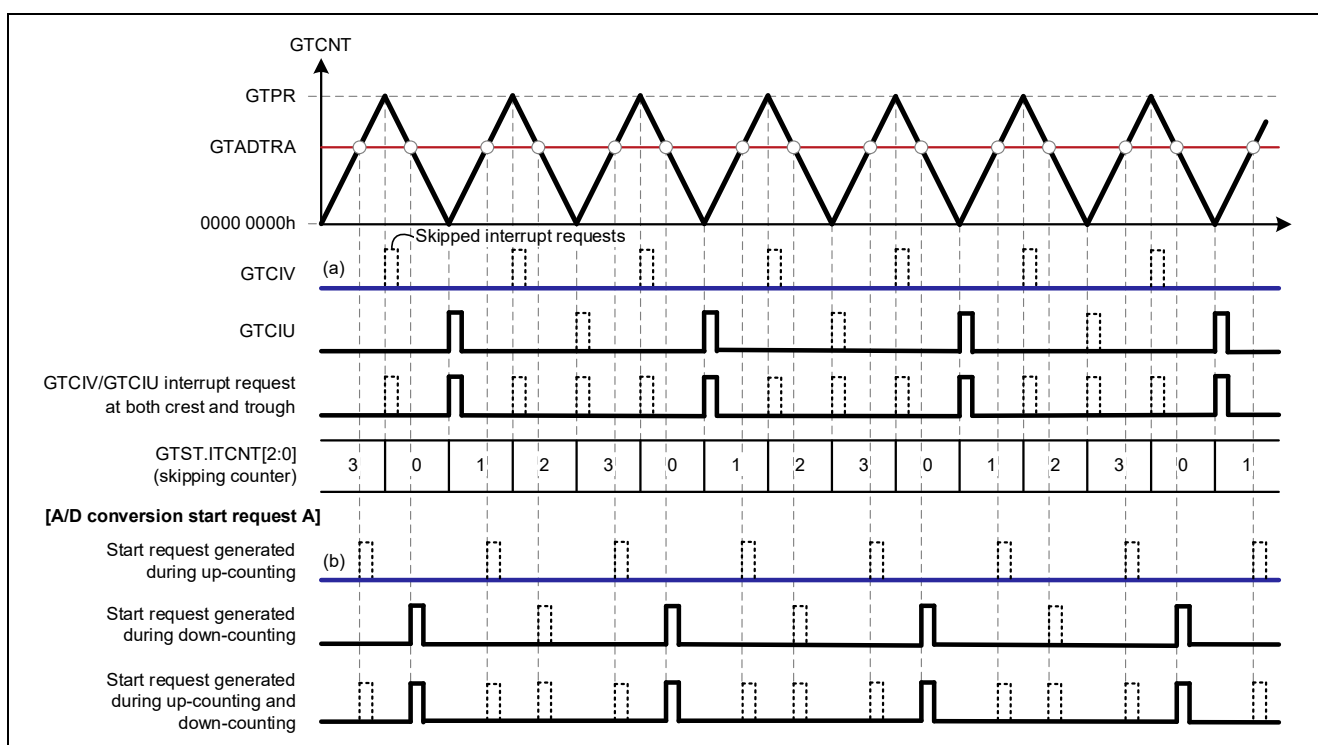 GTCNT
GTPR
GTADTRA
0000 0000h
Skipped interrupt requests
GTCIV
(a)
GTCIU
GTCIV/GTCIU interrupt request
at both crest and trough
GTST.ITCNT[2:0]
(skipping counter)
3 0 1 2 3 0 1 2 3 0 1 2 3 0 1
[A/D conversion start request A]
Start request generated
during up-counting
(b)
Start request generated
during down-counting
Start request generated
during up-counting and
down-counting